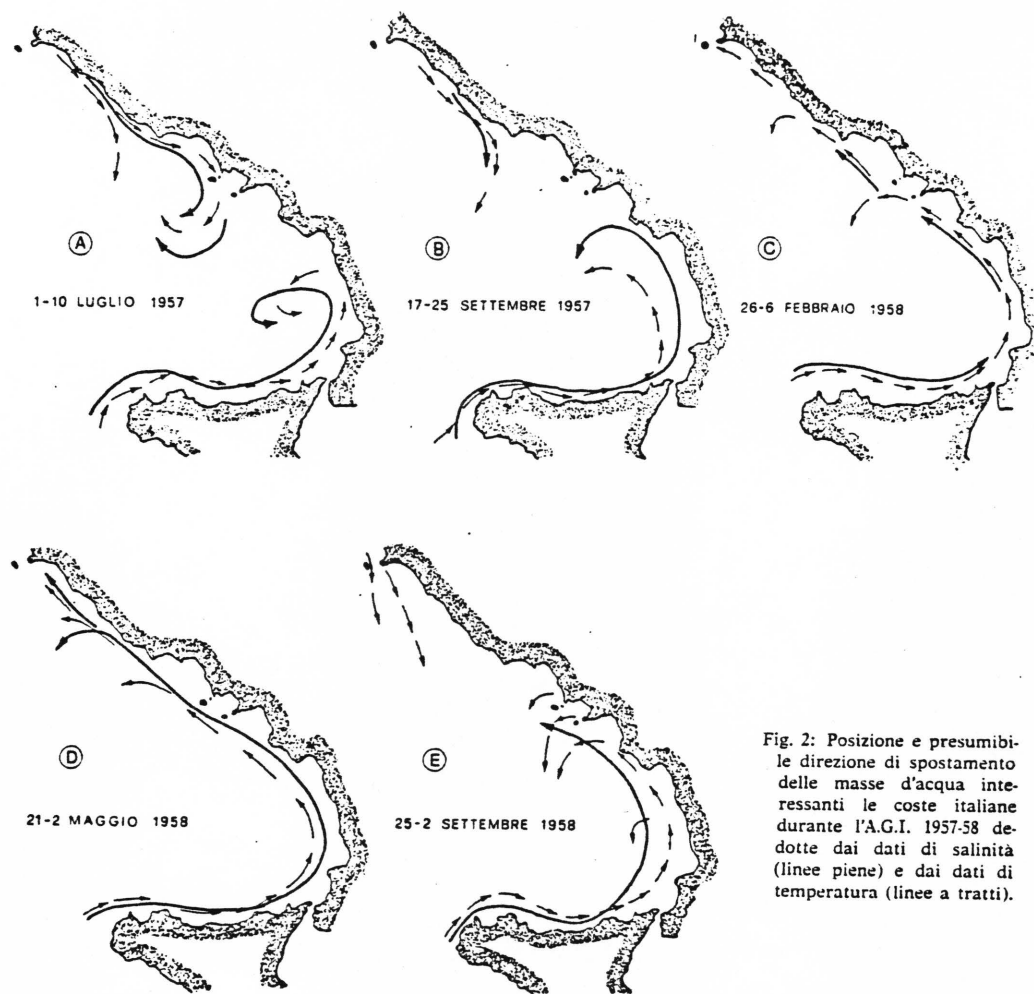 A
1-10 LUGLIO 1957
B
17-25 SETTEMBRE 1957
C
26-6 FEBBRAIO 1958
D
21-2 MAGGIO 1958
E
25-2 SETTEMBRE 1958
Fig. 2: Posizione e presumibi-
le direzione di spostamento
delle masse d'acqua inte-
ressanti le coste italiane
durante l'A.G.I. 1957-58 de-
dotte dai dati di salinità
(linee piene) e dai dati di
temperatura (linee a tratti).